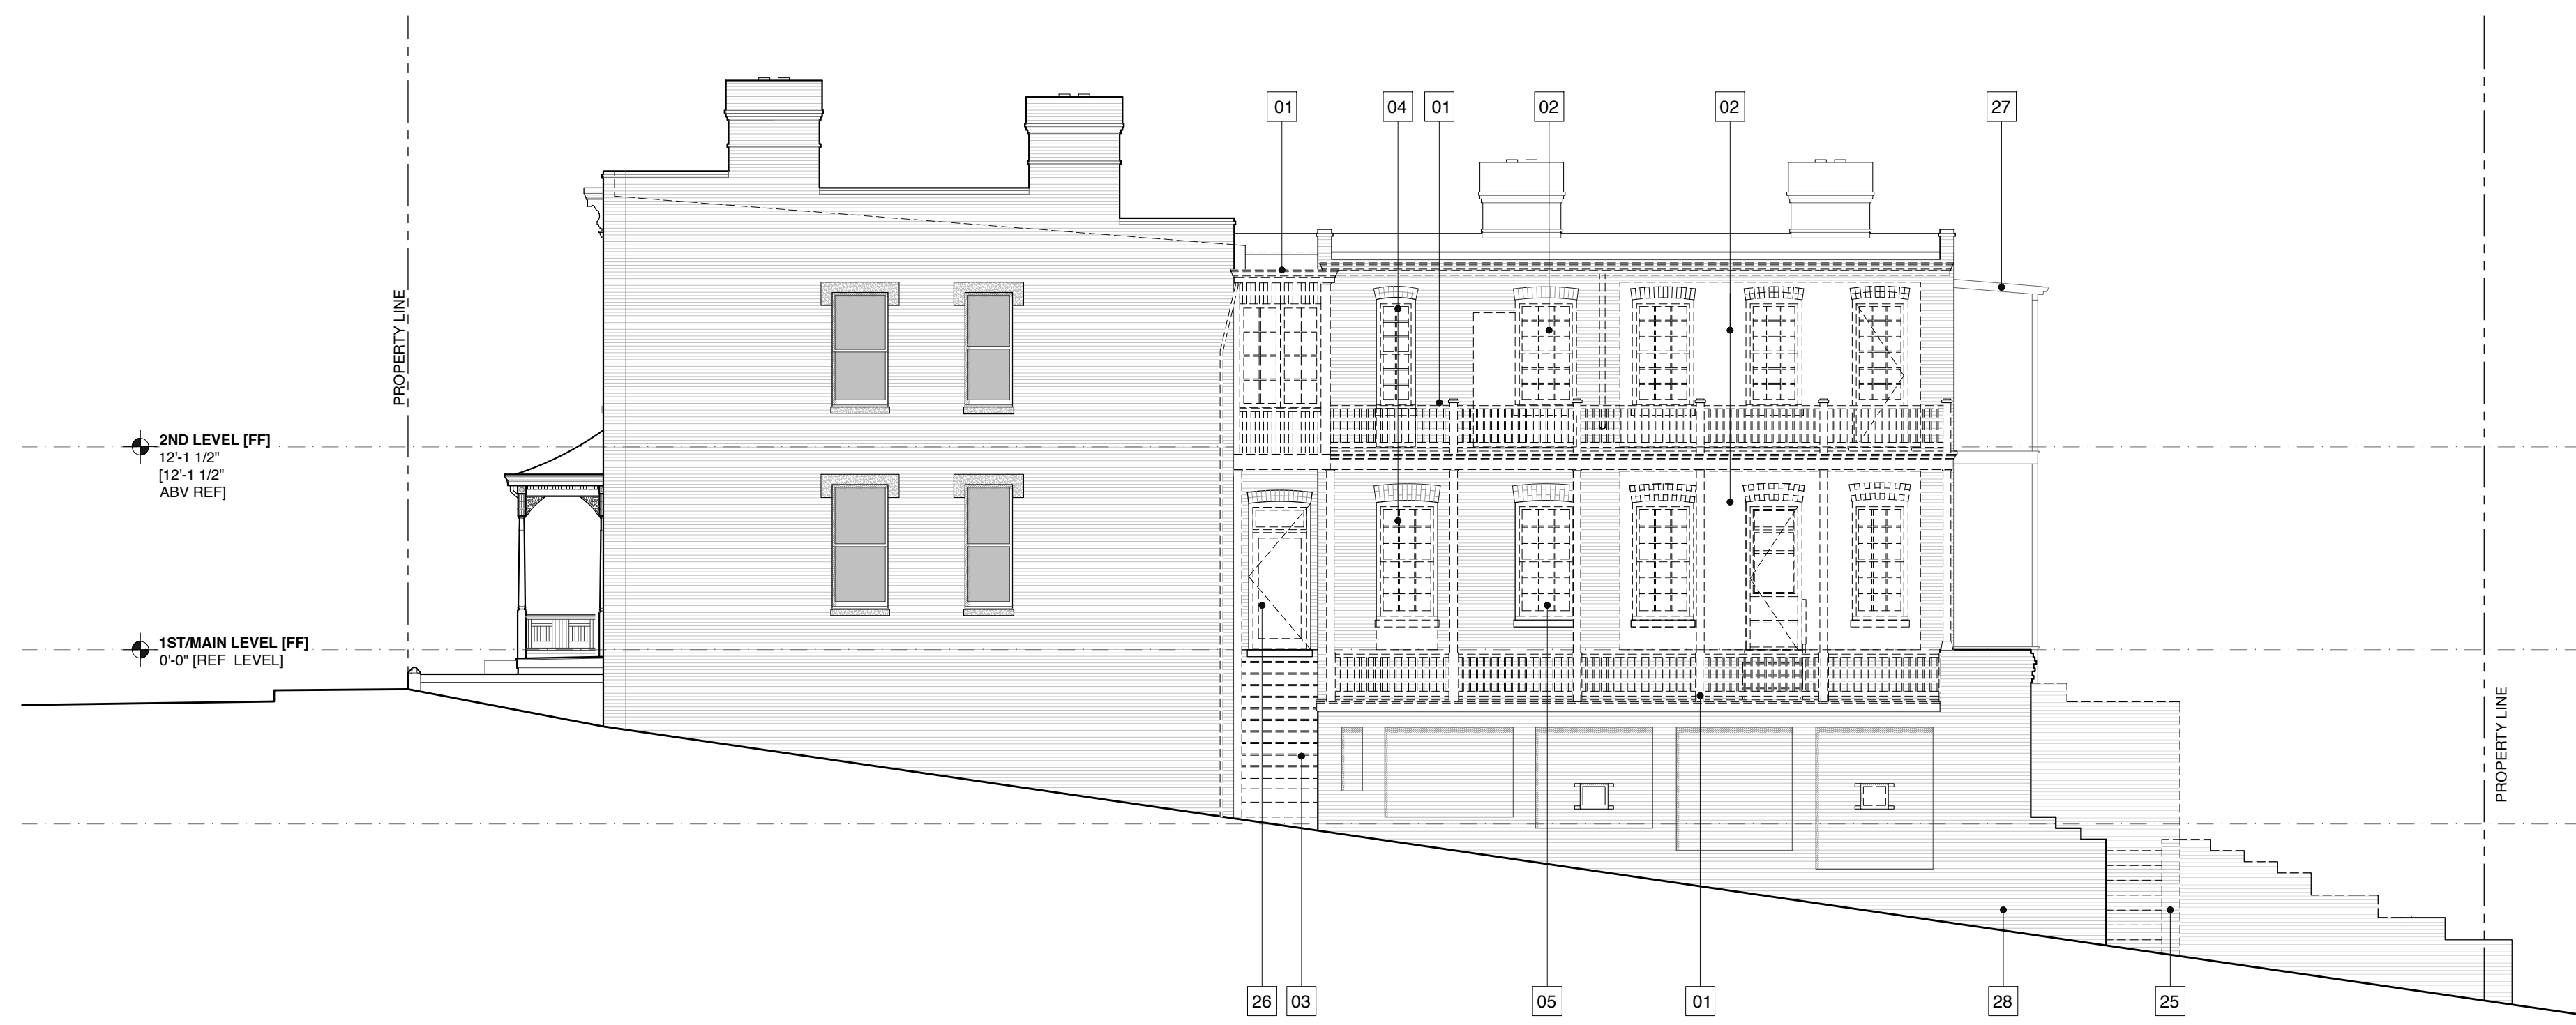 01
04
01
02
02
27
PROPERTY LINE
2ND LEVEL [FF]
12'-1 1/2"
[12'-1 1/2"
ABV REF]
1ST/MAIN LEVEL [FF]
0'-0" [REF LEVEL]
PROPERTY LINE
26
03
05
01
28
25